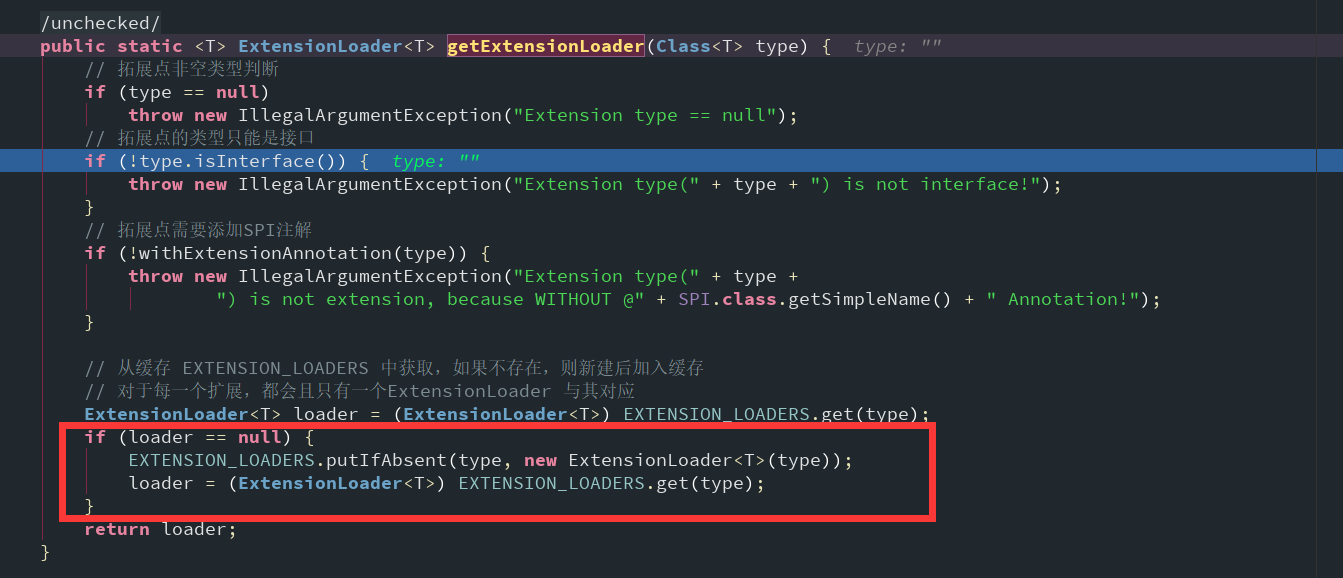 /unchecked/
public static <T> ExtensionLoader<T> getExtensionLoader(Class<T> type) {  type: ""
    // 拓展点非空类型判断
    if (type == null)
        throw new IllegalArgumentException("Extension type == null");
    // 拓展点的类型只能是接口
    if (!type.isInterface()) {  type: ""
        throw new IllegalArgumentException("Extension type(" + type + ") is not interface!");
    }
    // 拓展点需要添加SPI注解
    if (!withExtensionAnnotation(type)) {
        throw new IllegalArgumentException("Extension type(" + type +
                ") is not extension, because WITHOUT @" + SPI.class.getSimpleName() + " Annotation!");
    }
    // 从缓存 EXTENSION_LOADERS 中获取，如果不存在，则新建后加入缓存
    // 对于每一个扩展，都会且只有一个ExtensionLoader 与其对应
    ExtensionLoader<T> loader = (ExtensionLoader<T>) EXTENSION_LOADERS.get(type);
    if (loader == null) {
        EXTENSION_LOADERS.putIfAbsent(type, new ExtensionLoader<T>(type));
        loader = (ExtensionLoader<T>) EXTENSION_LOADERS.get(type);
    }
    return loader;
}